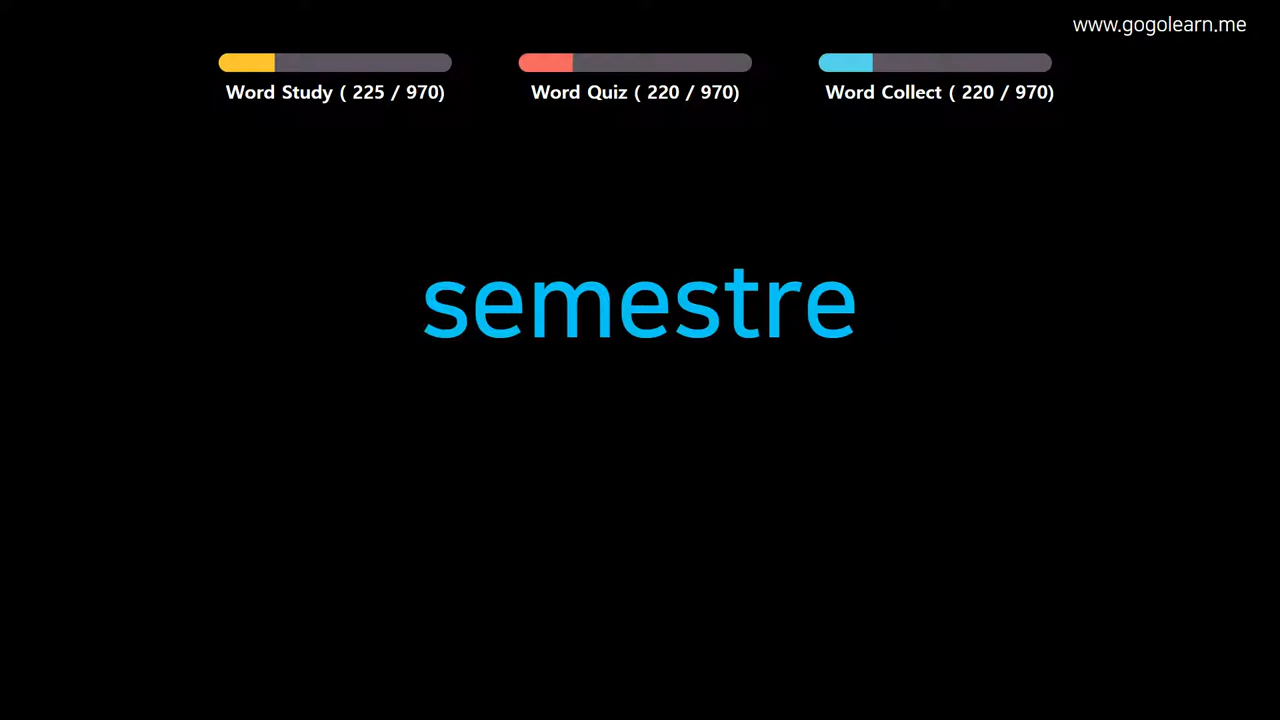 www.gogolearn.me
Word Study ( 225 / 970)
Word Quiz ( 220 / 970)
Word Collect ( 220 / 970)
semestre